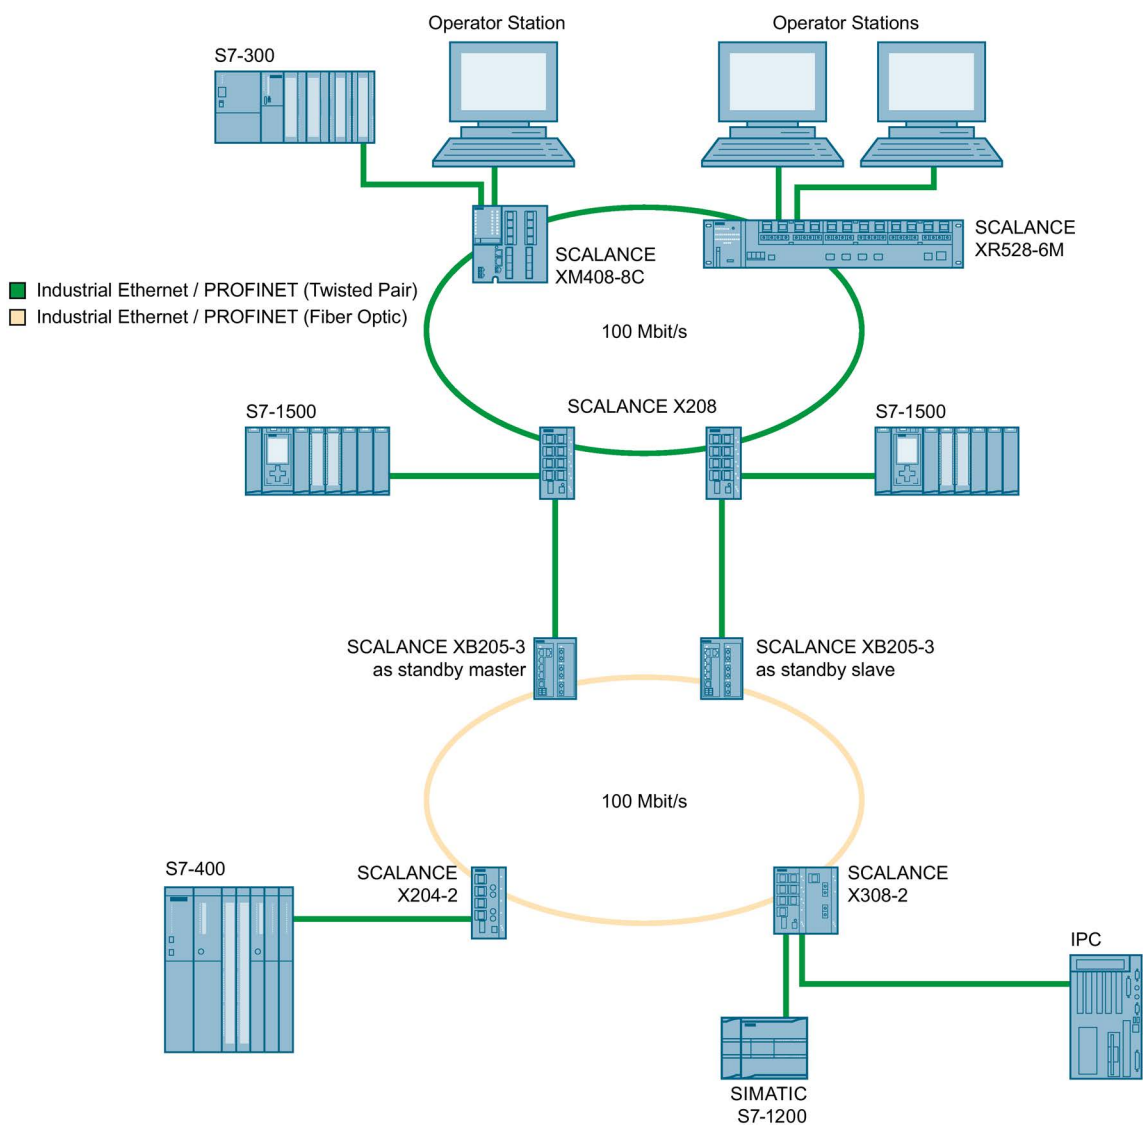 Operator Station
Operator Stations
S7-300
SCALANCE
XR528-6M
SCALANCE
XM408-8C
Industrial Ethernet / PROFINET (Twisted Pair)
Industrial Ethernet / PROFINET (Fiber Optic)
100 Mbit/s
SCALANCE X208
S7-1500
S7-1500
SCALANCE XB205-3
as standby master
SCALANCE XB205-3
as standby slave
100 Mbit/s
S7-400
SCALANCE
X204-2
SCALANCE
X308-2
IPC
SIMATIC
S7-1200